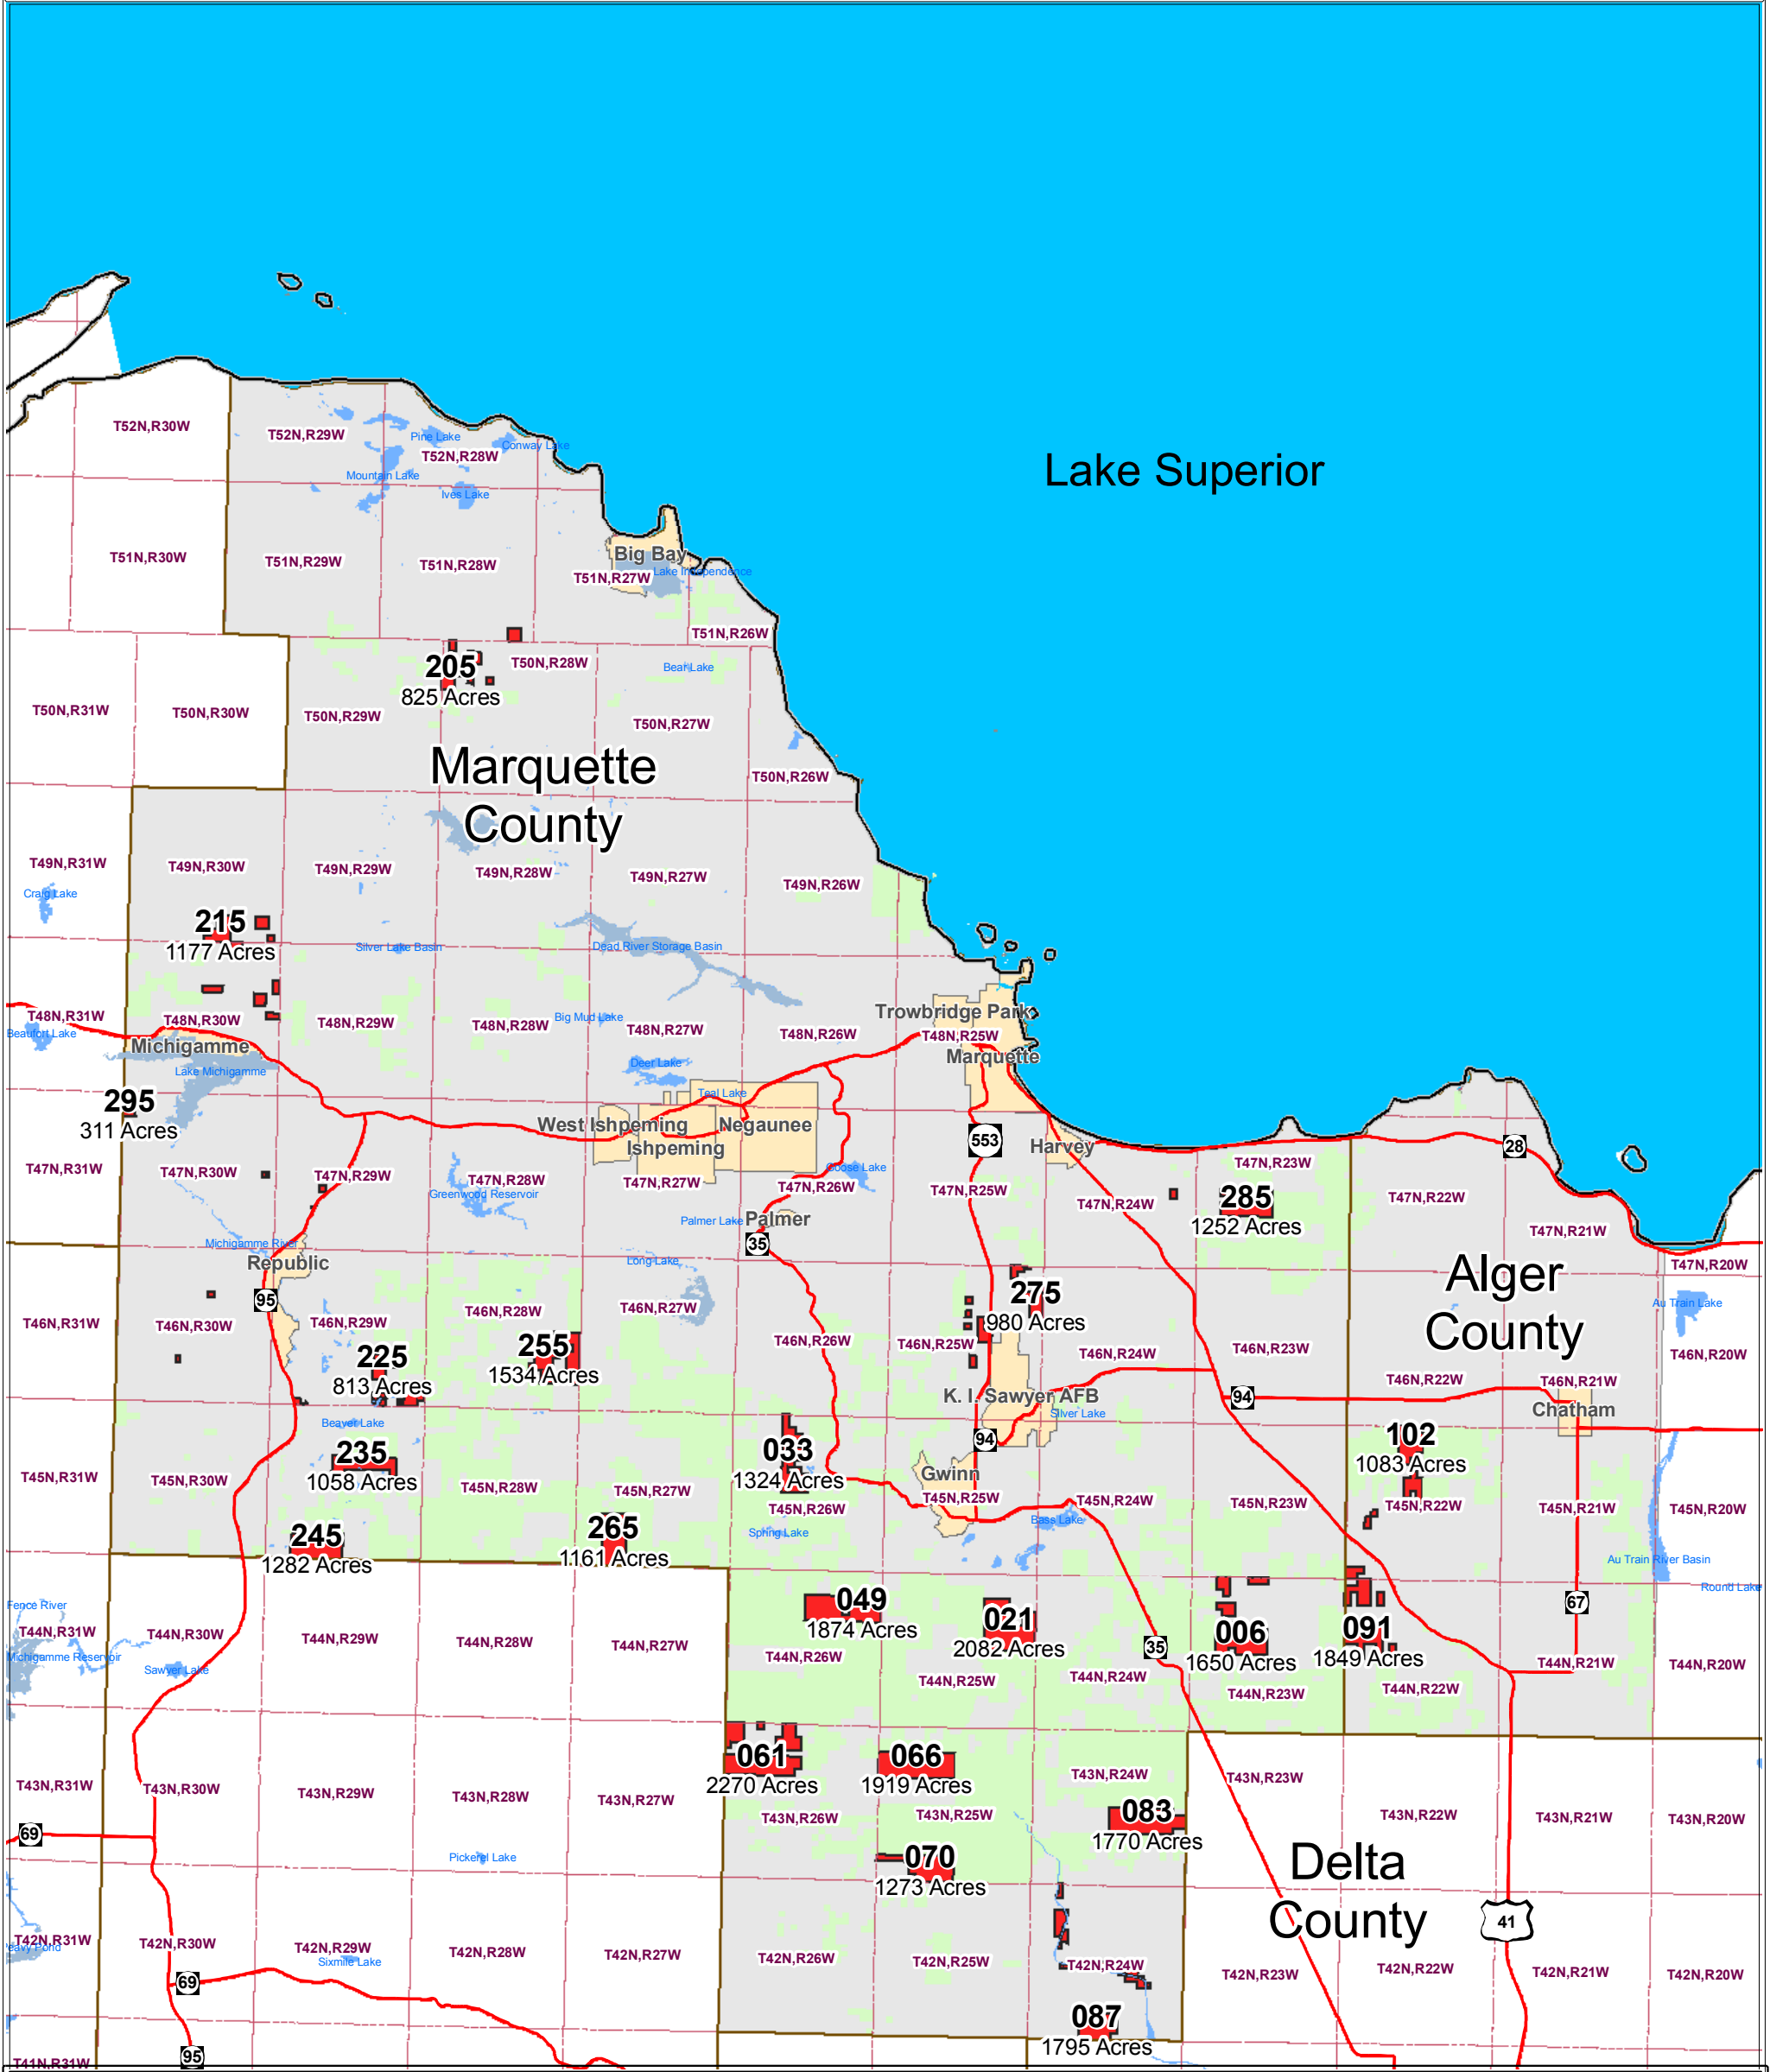 Lake Superior
T52N,R30W
T52N,R29W
Pine Lake
Conway Lake
T52N,R28W
Mountain Lake
Ives Lake
T51N,R30W
T51N,R29W
T51N,R28W
Big Bay
T51N,R27W
Lake Independence
T51N,R26W
205
825 Acres
T50N,R28W
Bear Lake
T50N,R31W
T50N,R30W
T50N,R29W
T50N,R27W
Marquette
County
T50N,R26W
T49N,R31W
T49N,R30W
T49N,R29W
T49N,R28W
T49N,R27W
T49N,R26W
Craig Lake
215
1177 Acres
Silver Lake Basin
Dead River Storage Basin
T48N,R31W
Beaufort Lake
T48N,R30W
T48N,R29W
T48N,R28W
Big Mud Lake
T48N,R27W
T48N,R26W
Trowbridge Park
T48N,R25W
Marquette
Michigamme
Lake Michigamme
Deer Lake
Teal Lake
295
311 Acres
West Ishpeming
Negaunee
Ishpeming
553
Harvey
28
T47N,R31W
T47N,R30W
T47N,R29W
T47N,R28W
Greenwood Reservoir
T47N,R27W
Goose Lake
T47N,R26W
T47N,R25W
T47N,R24W
T47N,R23W
285
1252 Acres
T47N,R22W
T47N,R21W
T47N,R20W
Palmer Lake
Palmer
35
Michigamme River
Republic
Long Lake
Alger
County
Au Train Lake
95
275
980 Acres
T46N,R31W
T46N,R30W
T46N,R29W
T46N,R28W
T46N,R27W
T46N,R26W
T46N,R25W
T46N,R24W
T46N,R23W
T46N,R22W
T46N,R21W
T46N,R20W
225
813 Acres
255
1534 Acres
K. I. Sawyer AFB
Silver Lake
94
Chatham
Beaver Lake
235
1058 Acres
033
1324 Acres
94
102
1083 Acres
Gwinn
T45N,R31W
T45N,R30W
T45N,R28W
T45N,R27W
T45N,R26W
T45N,R25W
T45N,R24W
T45N,R23W
T45N,R22W
T45N,R21W
T45N,R20W
Spring Lake
Bass Lake
245
1282 Acres
265
1161 Acres
Au Train River Basin
Round Lake
Fence River
T44N,R31W
T44N,R30W
T44N,R29W
T44N,R28W
T44N,R27W
049
1874 Acres
T44N,R26W
021
2082 Acres
T44N,R25W
35
T44N,R24W
006
1650 Acres
T44N,R23W
091
1849 Acres
T44N,R22W
67
T44N,R21W
T44N,R20W
Michigamme Reservoir
Sawyer Lake
061
2270 Acres
066
1919 Acres
T43N,R31W
T43N,R30W
T43N,R29W
T43N,R28W
T43N,R27W
T43N,R26W
T43N,R25W
T43N,R24W
T43N,R23W
T43N,R22W
T43N,R21W
T43N,R20W
083
1770 Acres
69
Pickerel Lake
070
1273 Acres
Delta
County
41
T42N,R31W
T42N,R30W
T42N,R29W
Sixmile Lake
T42N,R28W
T42N,R27W
T42N,R26W
T42N,R25W
T42N,R24W
T42N,R23W
T42N,R22W
T42N,R21W
T42N,R20W
69
087
1795 Acres
95
T41N,R31W